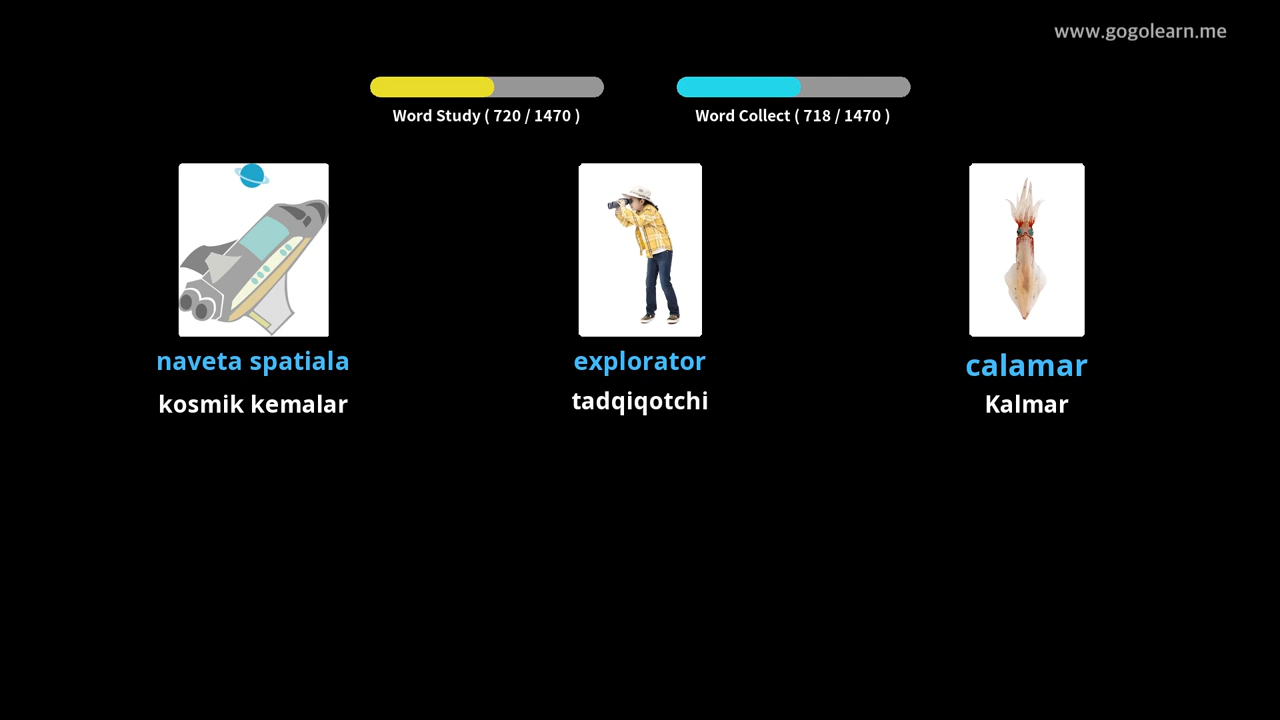 www.gogolearn.me
Word Study ( 720 / 1470 )
Word Collect ( 718 / 1470 )
naveta spatiala
explorator
calamar
kosmik kemalar
tadqiqotchi
Kalmar